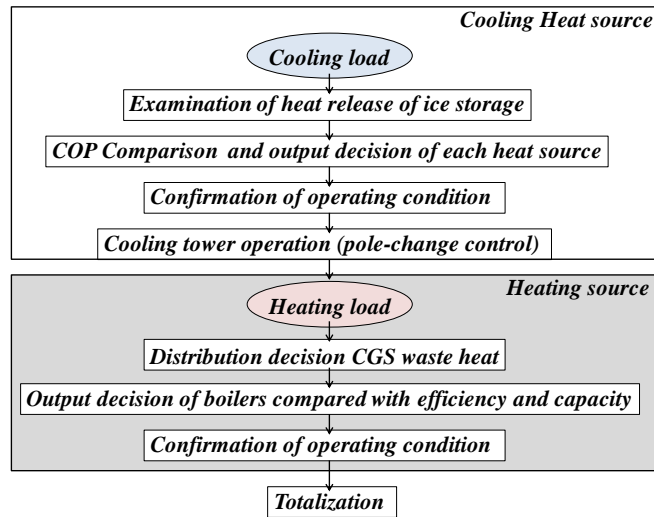 Cooling Heat source
Cooling load
Examination of heat release of ice storage
COP Comparison and output decision of each heat source
Confirmation of operating condition
Cooling tower operation (pole-change control)
Heating source
Heating load
Distribution decision CGS waste heat
Output decision of boilers compared with efficiency and capacity
Confirmation of operating condition
Totalization